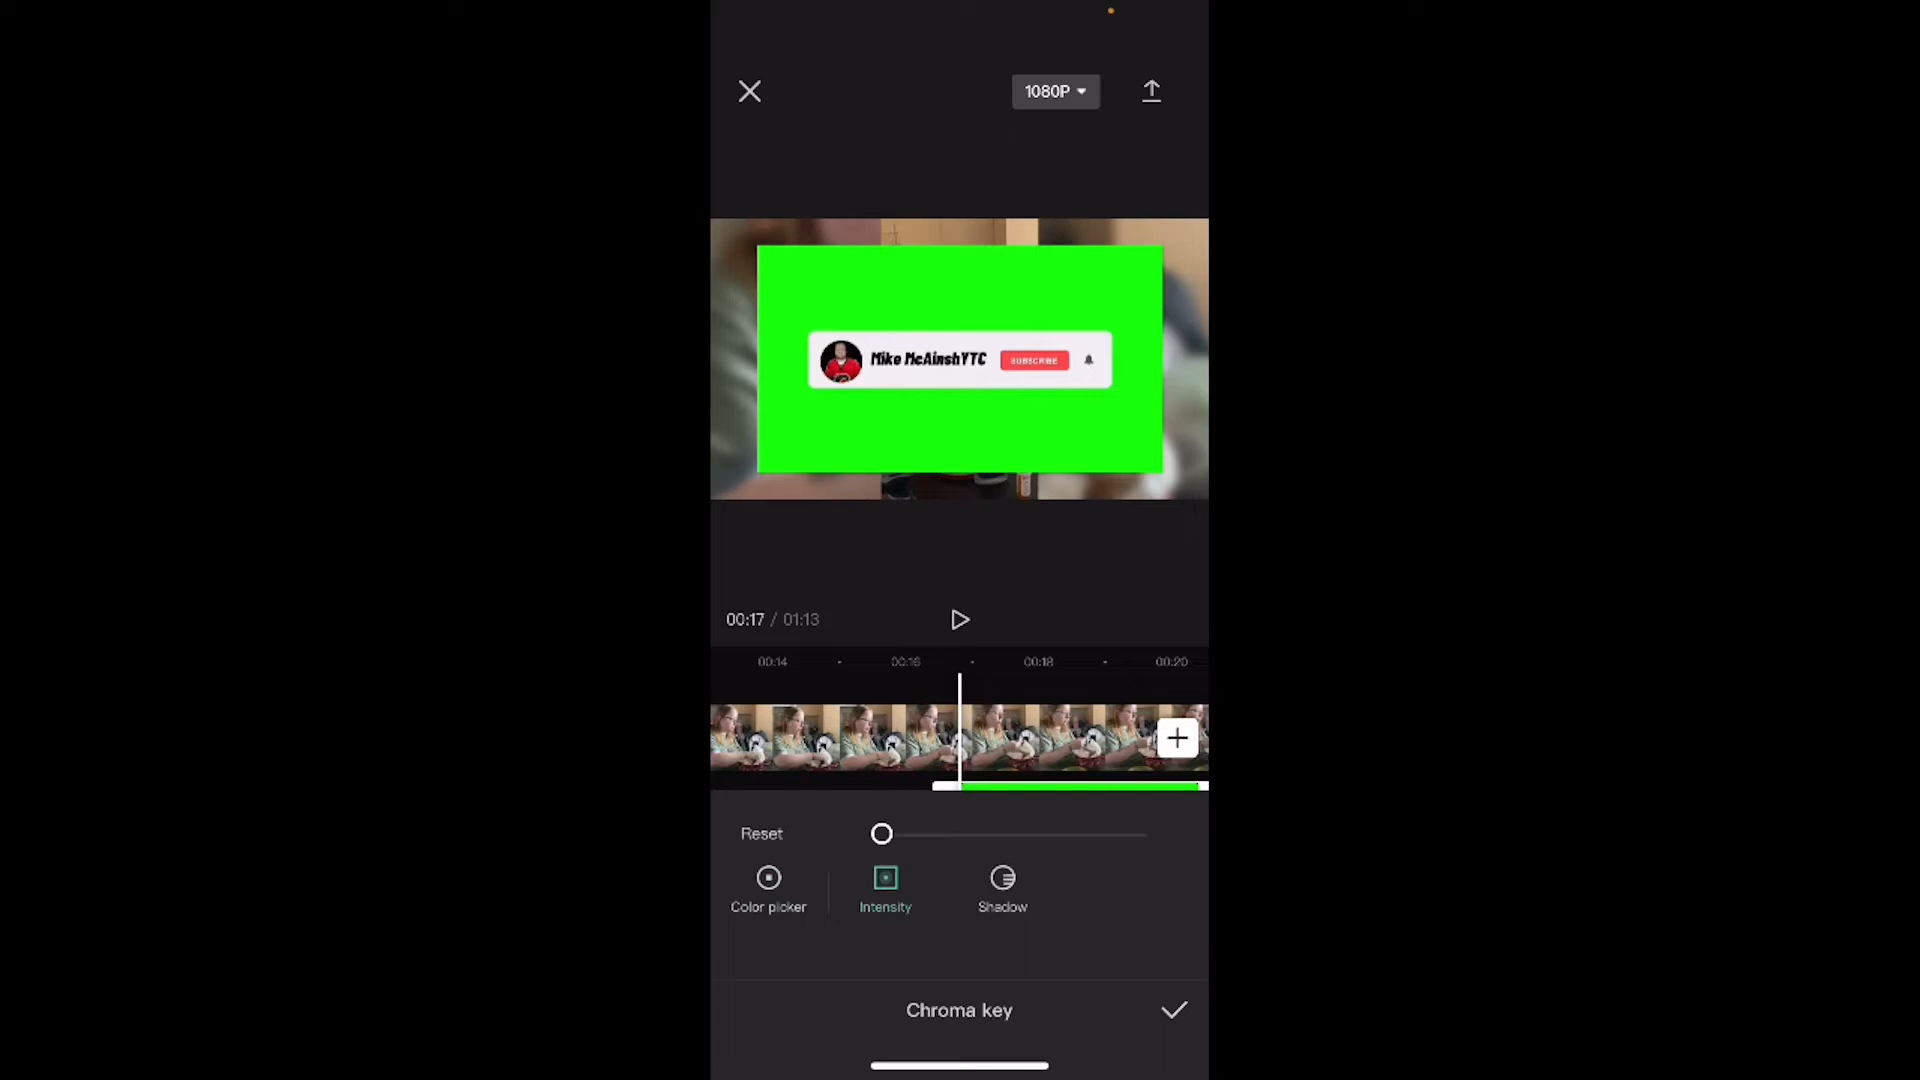 1080P
Mike McAinshYTC SUBSCRIBE
00:17 / 01:13
00:14 00:16 00:18 00:20
Reset
Color picker Intensity Shadow
Chroma key